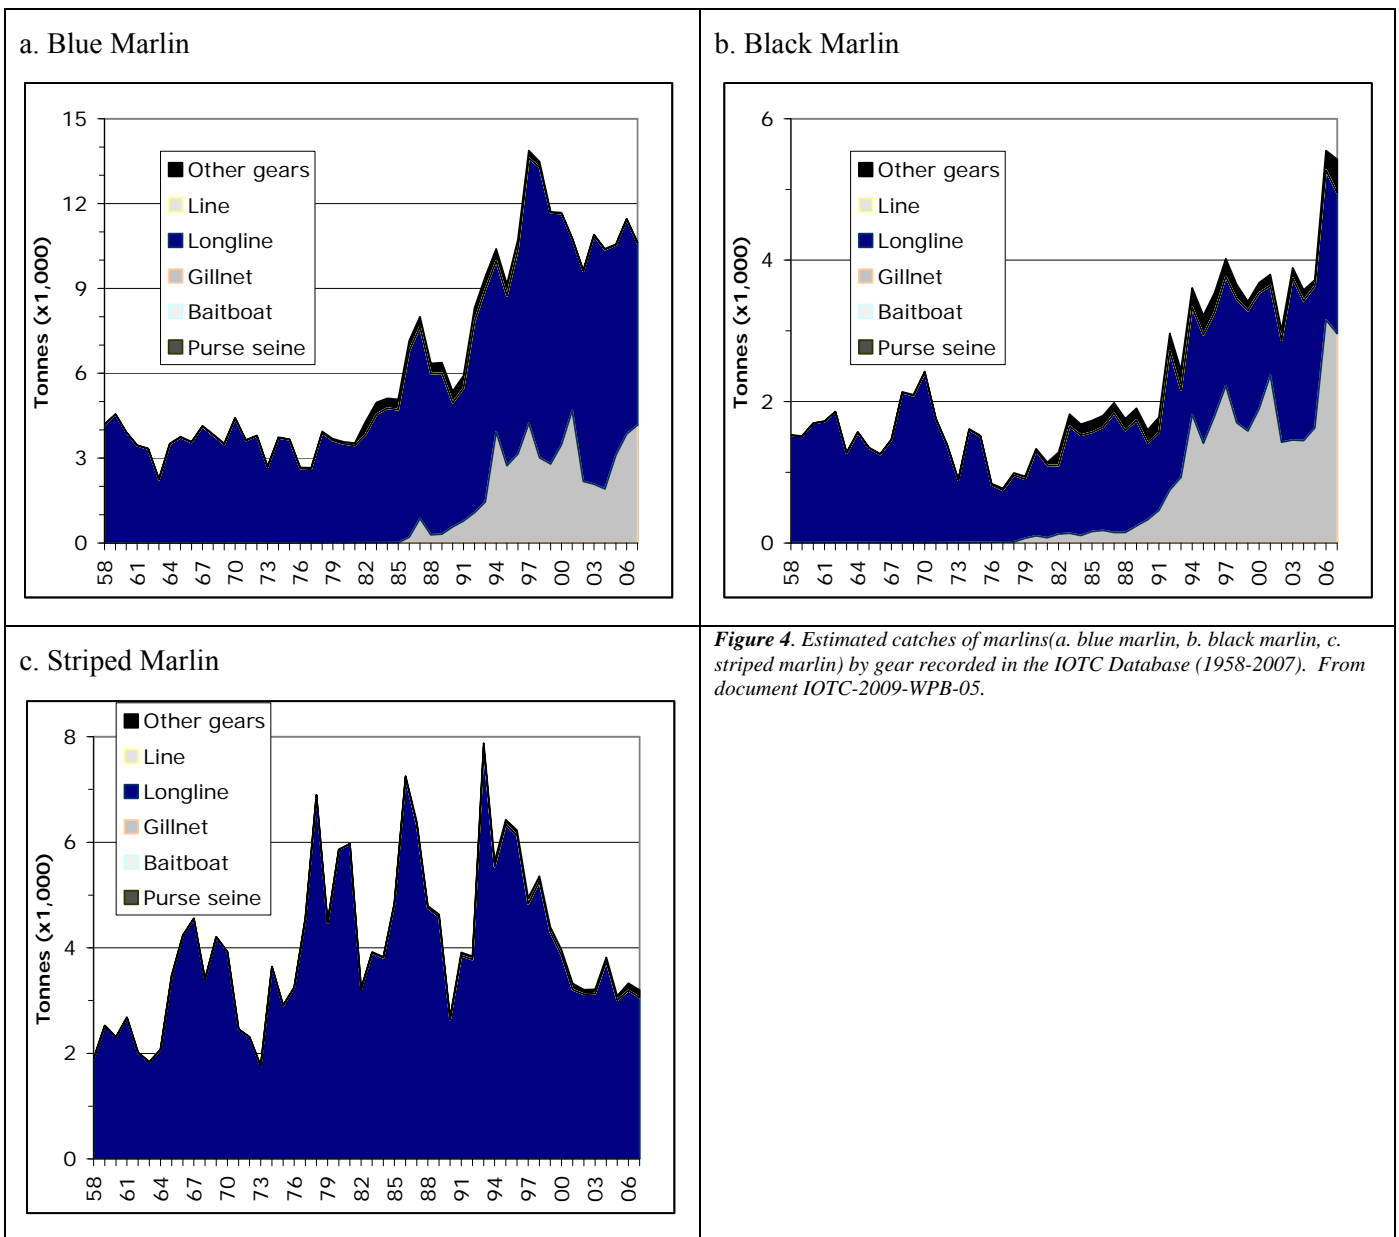 a. Blue Marlin
15
12
9
6
3
0
Tonnes (x1,000)
Other gears
Line
Longline
Gillnet
Baitboat
Purse seine
58 61 64 67 70 73 76 79 82 85 88 91 94 97 00 03 06
b. Black Marlin
6
4
2
0
Tonnes (x1,000)
Other gears
Line
Longline
Gillnet
Baitboat
Purse seine
58 61 64 67 70 73 76 79 82 85 88 91 94 97 00 03 06
c. Striped Marlin
8
6
4
2
0
Tonnes (x1,000)
Other gears
Line
Longline
Gillnet
Baitboat
Purse seine
58 61 64 67 70 73 76 79 82 85 88 91 94 97 00 03 06
Figure 4. Estimated catches of marlins(a. blue marlin, b. black marlin, c.
striped marlin) by gear recorded in the IOTC Database (1958-2007). From
document IOTC-2009-WPB-05.